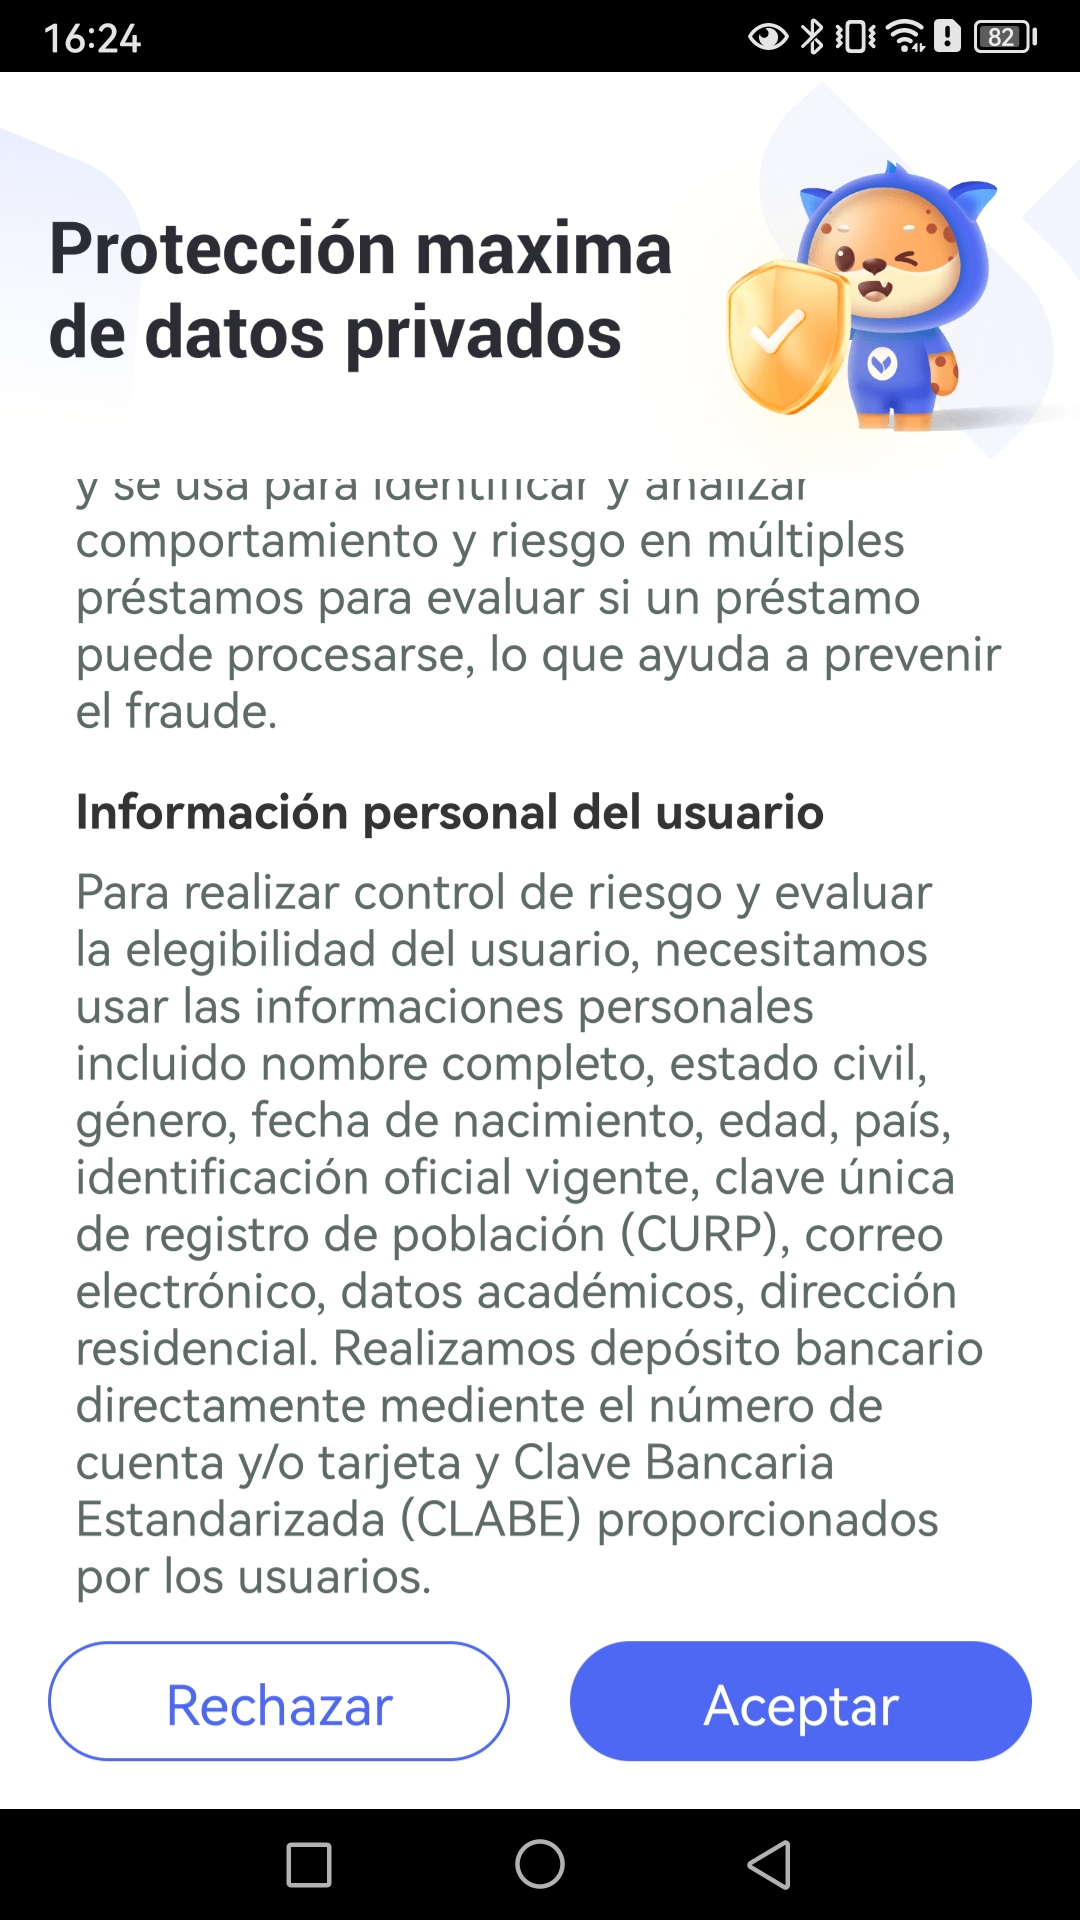 16:24
82
Protección maxima
de datos privados
y se usa para identificar y analizar
comportamiento y riesgo en múltiples
préstamos para evaluar si un préstamo
puede procesarse, lo que ayuda a prevenir
el fraude.
Información personal del usuario
Para realizar control de riesgo y evaluar
la elegibilidad del usuario, necesitamos
usar las informaciones personales
incluido nombre completo, estado civil,
género, fecha de nacimiento, edad, país,
identificación oficial vigente, clave única
de registro de población (CURP), correo
electrónico, datos académicos, dirección
residencial. Realizamos depósito bancario
directamente mediente el número de
cuenta y/o tarjeta y Clave Bancaria
Estandarizada (CLABE) proporcionados
por los usuarios.
Rechazar
Aceptar